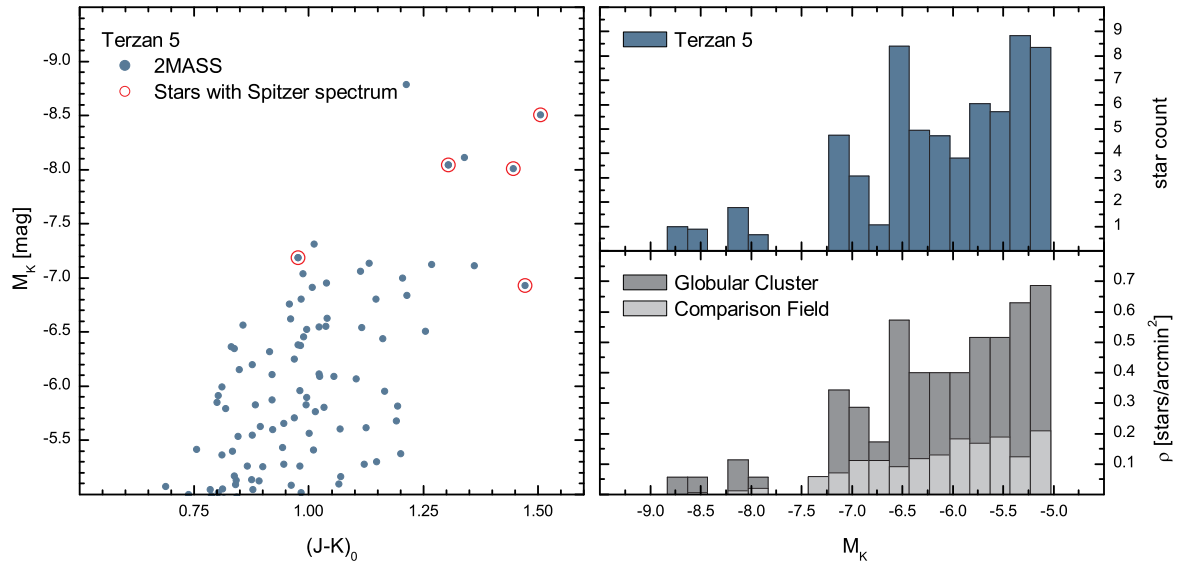 Terzan 5
2MASS
Stars with Spitzer spectrum
-9.0
-8.5
-8.0
-7.5
-7.0
-6.5
-6.0
-5.5
M_K [mag]
0.75 1.00 1.25 1.50
(J-K)_0
Terzan 5
9
8
7
6
5
4
3
2
1
star count
Globular Cluster
Comparison Field
0.7
0.6
0.5
0.4
0.3
0.2
0.1
ρ [stars/arcmin²]
-9.0 -8.5 -8.0 -7.5 -7.0 -6.5 -6.0 -5.5 -5.0
M_K